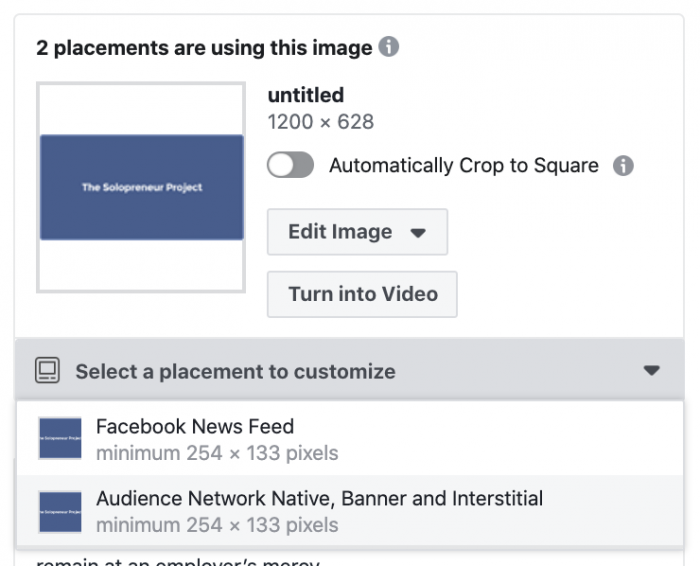 2 placements are using this image
untitled
1200 × 628
Automatically Crop to Square
The Solopreneur Project
Edit Image
Turn into Video
Select a placement to customize
Facebook News Feed
minimum 254 × 133 pixels
Audience Network Native, Banner and Interstitial
minimum 254 × 133 pixels
remain at an employer's mercy